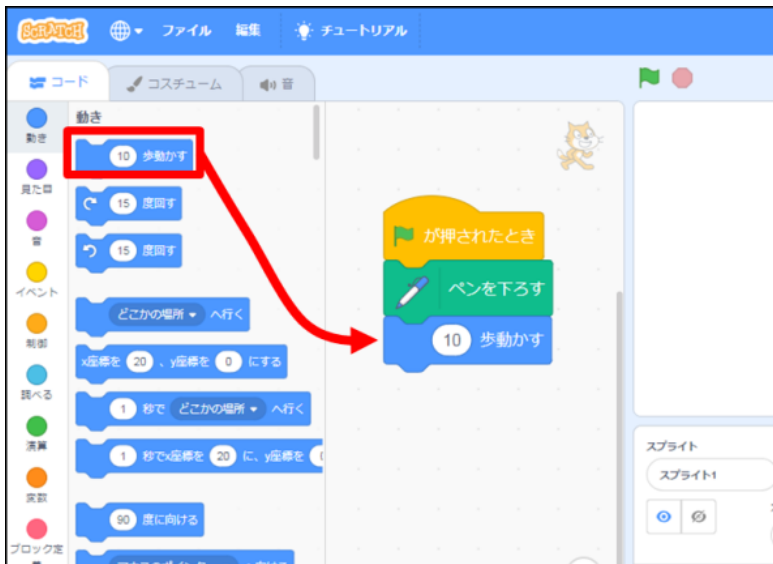 SCRATCH
ファイル 編集 チュートリアル
コード コスチューム 音
動き
動き
10 歩動かす
見た目
15 度回す
音
15 度回す
イベント
どこかの場所 へ行く
制御
x座標を 20 、y座標を 0 にする
調べる
1 秒で どこかの場所 へ行く
演算
1 秒でx座標を 20 に、y座標を
変数
90 度に向ける
ブロック定
が押されたとき
ペンを下ろす
10 歩動かす
スプライト
スプライト1